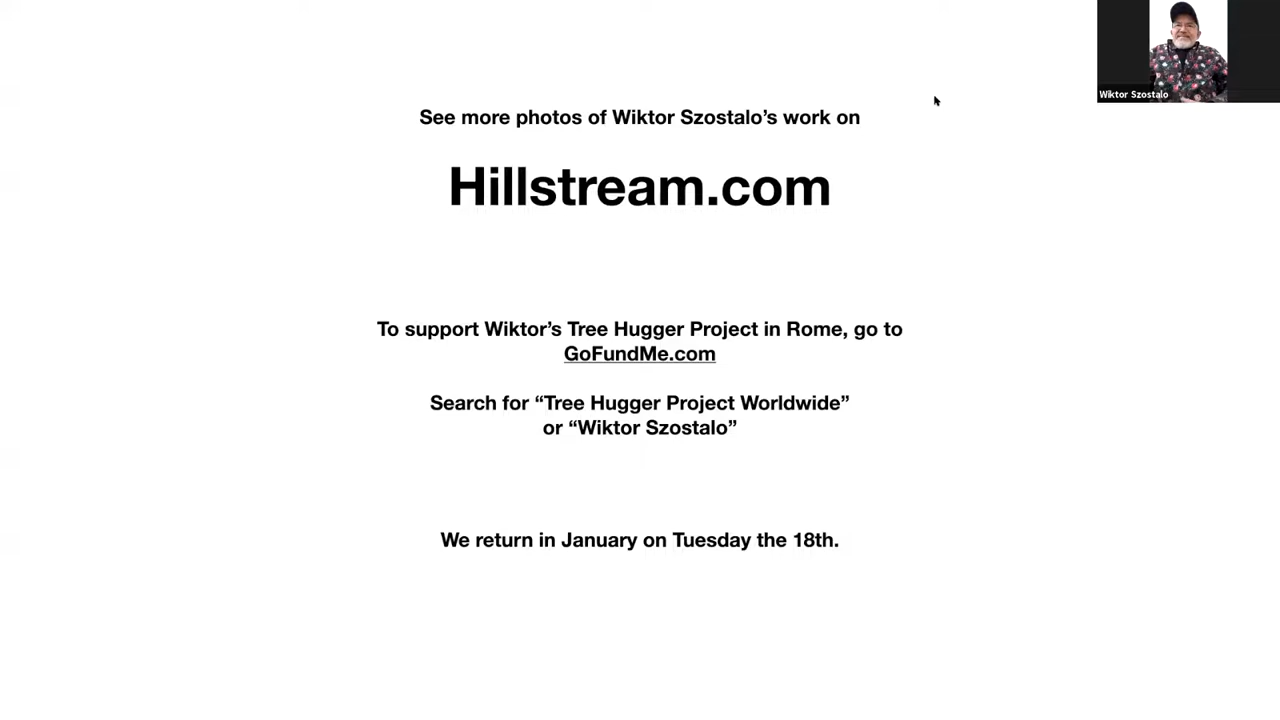 Wiktor Szostalo
See more photos of Wiktor Szostalo’s work on
Hillstream.com
To support Wiktor’s Tree Hugger Project in Rome, go to
GoFundMe.com
Search for “Tree Hugger Project Worldwide”
or “Wiktor Szostalo”
We return in January on Tuesday the 18th.